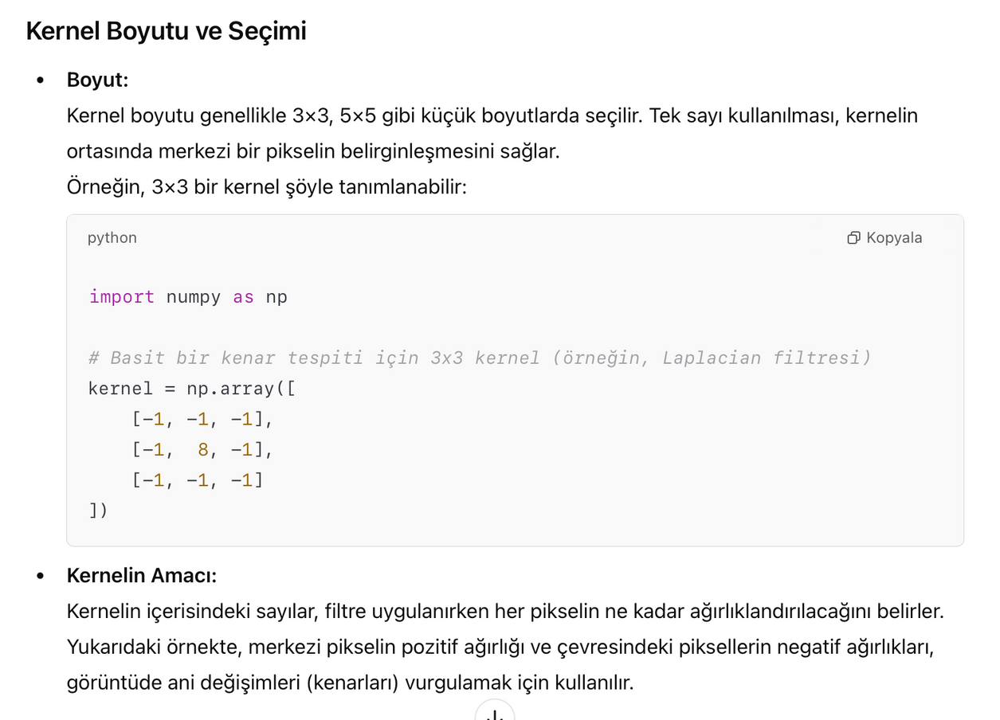 Kernel Boyutu ve Seçimi
• Boyut:
Kernel boyutu genellikle 3×3, 5×5 gibi küçük boyutlarda seçilir. Tek sayı kullanılması, kernelin
ortasında merkezi bir pikselin belirginleşmesini sağlar.
Örneğin, 3×3 bir kernel şöyle tanımlanabilir:
python Kopyala
import numpy as np
# Basit bir kenar tespiti için 3x3 kernel (örneğin, Laplacian filtresi)
kernel = np.array([
    [-1, -1, -1],
    [-1,  8, -1],
    [-1, -1, -1]
])
• Kernelin Amacı:
Kernelin içerisindeki sayılar, filtre uygulanırken her pikselin ne kadar ağırlıklandırılacağını belirler.
Yukarıdaki örnekte, merkezi pikselin pozitif ağırlığı ve çevresindeki piksellerin negatif ağırlıkları,
görüntüde ani değişimleri (kenarları) vurgulamak için kullanılır.